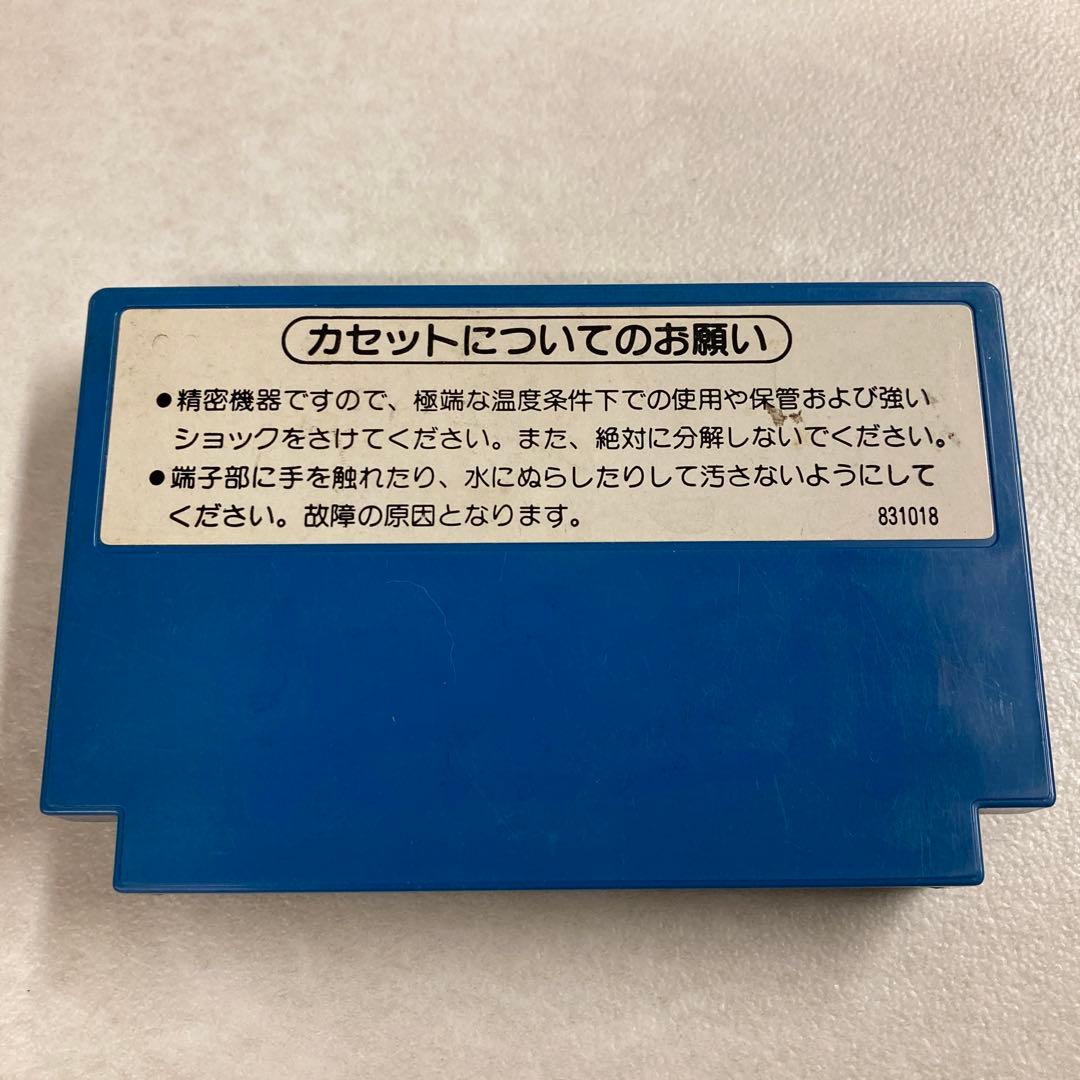 カセットについてのお願い
●精密機器ですので、極端な温度条件下での使用や保管および強い
ショックをさけてください。また、絶対に分解しないでください。
●端子部に手を触れたり、水にぬらしたりして汚さないようにして
ください。故障の原因となります。
831018